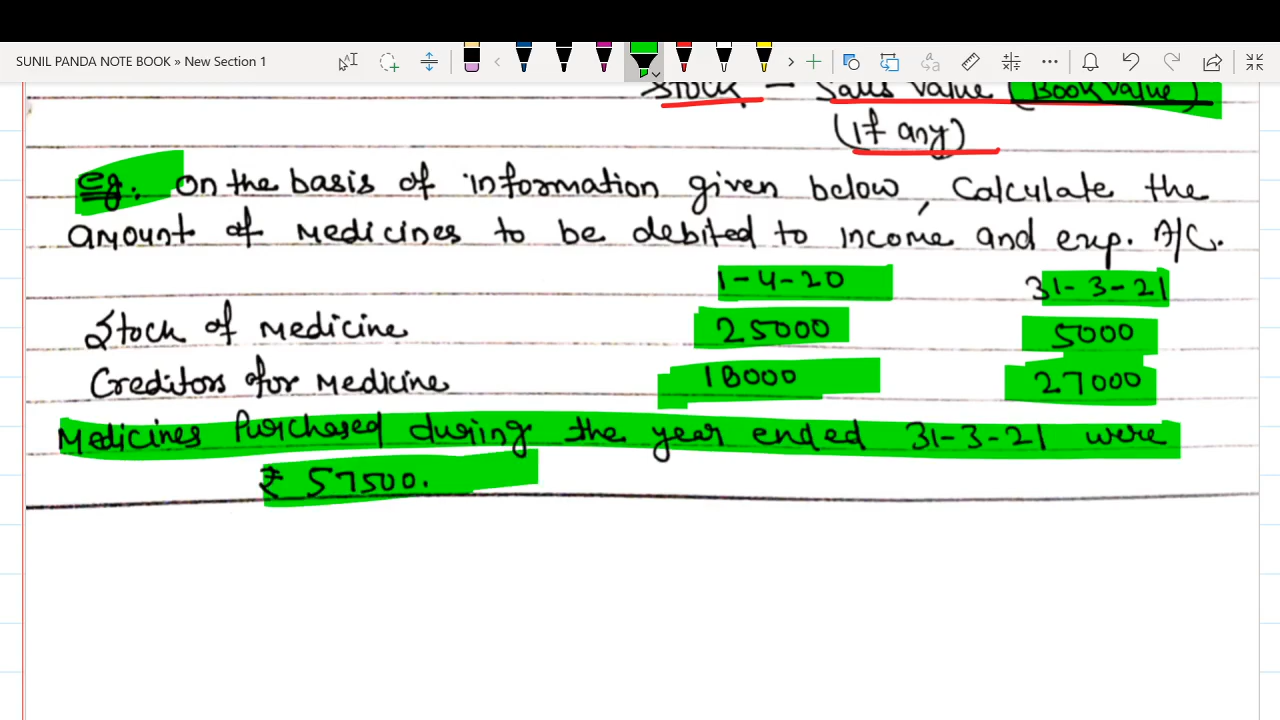 SUNIL PANDA NOTE BOOK » New Section 1
Stock - Sales value (Book value)
(If any)
eg. On the basis of information given below, Calculate the
amount of medicines to be debited to income and exp. A/C.
1-4-20 31-3-21
Stock of medicine 25000 5000
Creditors for medicine 18000 27000
Medicines Purchased during the year ended 31-3-21 were
₹ 57500.